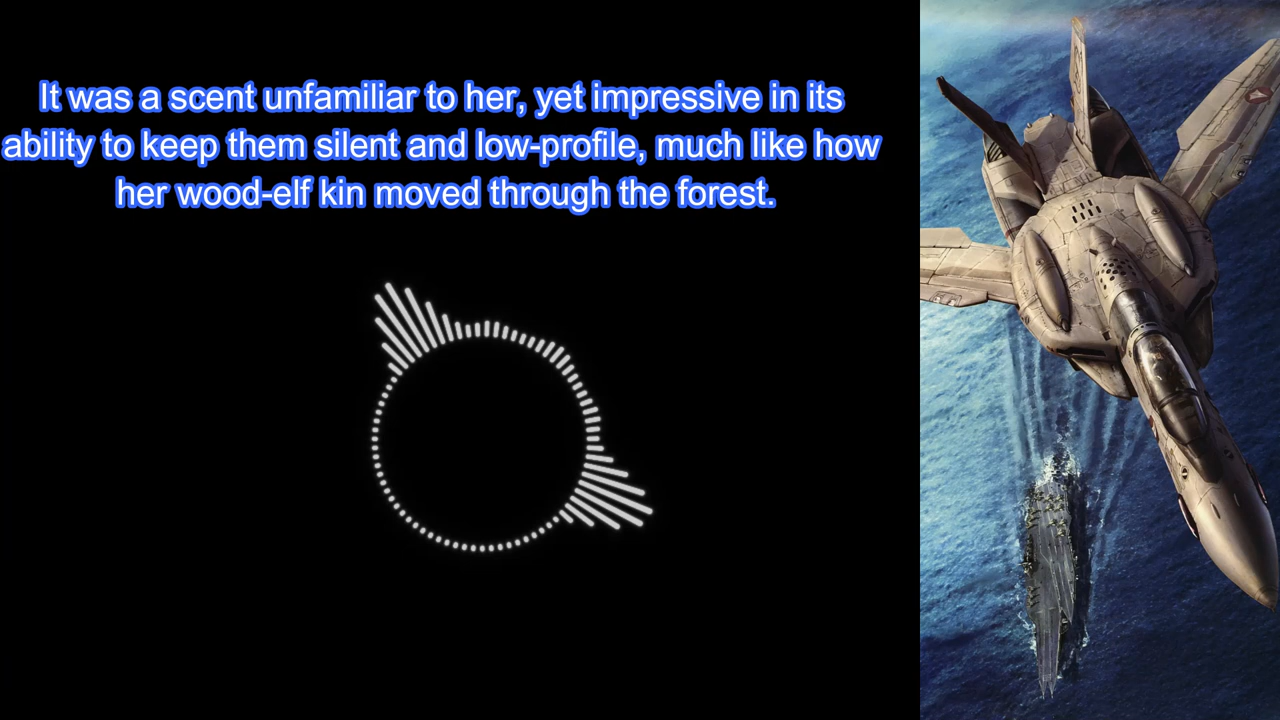 It was a scent unfamiliar to her, yet impressive in its
ability to keep them silent and low-profile, much like how
her wood-elf kin moved through the forest.